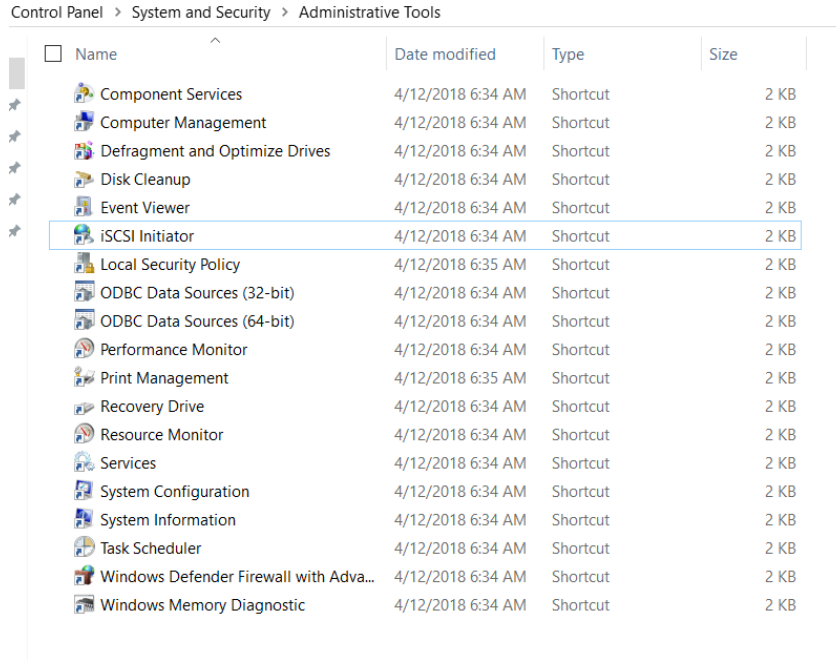 Control Panel > System and Security > Administrative Tools
Name Date modified Type Size
Component Services 4/12/2018 6:34 AM Shortcut 2 KB
Computer Management 4/12/2018 6:34 AM Shortcut 2 KB
Defragment and Optimize Drives 4/12/2018 6:34 AM Shortcut 2 KB
Disk Cleanup 4/12/2018 6:34 AM Shortcut 2 KB
Event Viewer 4/12/2018 6:34 AM Shortcut 2 KB
iSCSI Initiator 4/12/2018 6:34 AM Shortcut 2 KB
Local Security Policy 4/12/2018 6:35 AM Shortcut 2 KB
ODBC Data Sources (32-bit) 4/12/2018 6:34 AM Shortcut 2 KB
ODBC Data Sources (64-bit) 4/12/2018 6:34 AM Shortcut 2 KB
Performance Monitor 4/12/2018 6:34 AM Shortcut 2 KB
Print Management 4/12/2018 6:35 AM Shortcut 2 KB
Recovery Drive 4/12/2018 6:34 AM Shortcut 2 KB
Resource Monitor 4/12/2018 6:34 AM Shortcut 2 KB
Services 4/12/2018 6:34 AM Shortcut 2 KB
System Configuration 4/12/2018 6:34 AM Shortcut 2 KB
System Information 4/12/2018 6:34 AM Shortcut 2 KB
Task Scheduler 4/12/2018 6:34 AM Shortcut 2 KB
Windows Defender Firewall with Adva... 4/12/2018 6:34 AM Shortcut 2 KB
Windows Memory Diagnostic 4/12/2018 6:34 AM Shortcut 2 KB